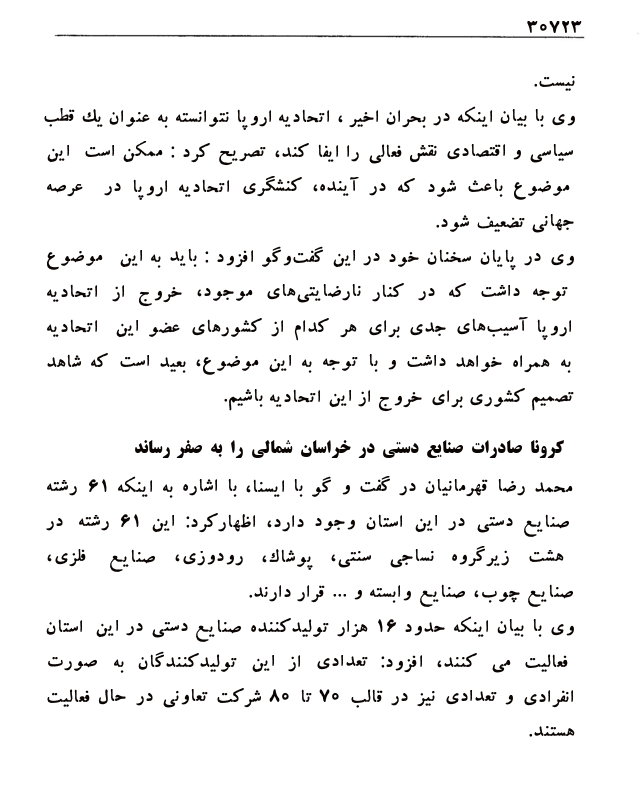 ۳۰۷۲۳
نیست.
وی با بیان اینکه در بحران اخیر ، اتحادیه اروپا نتوانسته به عنوان یك قطب
سیاسی و اقتصادی نقش فعالی را ایفا کند، تصریح کرد : ممکن است این
موضوع باعث شود که در آینده، کنشگری اتحادیه اروپا در عرصه
جهانی تضعیف شود.
وی در پایان سخنان خود در این گفت‌وگو افزود : باید به این موضوع
توجه داشت که در کنار نارضایتی‌های موجود، خروج از اتحادیه
اروپا آسیب‌های جدی برای هر کدام از کشورهای عضو این اتحادیه
به همراه خواهد داشت و با توجه به این موضوع، بعید است که شاهد
تصمیم کشوری برای خروج از این اتحادیه باشیم.
کرونا صادرات صنایع دستی در خراسان شمالی را به صفر رساند
محمد رضا قهرمانیان در گفت و گو با ایسنا، با اشاره به اینکه ۶۱ رشته
صنایع دستی در این استان وجود دارد، اظهارکرد: این ۶۱ رشته در
هشت زیرگروه نساجی سنتی، پوشاك، رودوزی، صنایع فلزی،
صنایع چوب، صنایع وابسته و ... قرار دارند.
وی با بیان اینکه حدود ۱۶ هزار تولیدکننده صنایع دستی در این استان
فعالیت می کنند، افزود: تعدادی از این تولیدکنندگان به صورت
انفرادی و تعدادی نیز در قالب ۷۰ تا ۸۰ شرکت تعاونی در حال فعالیت
هستند.